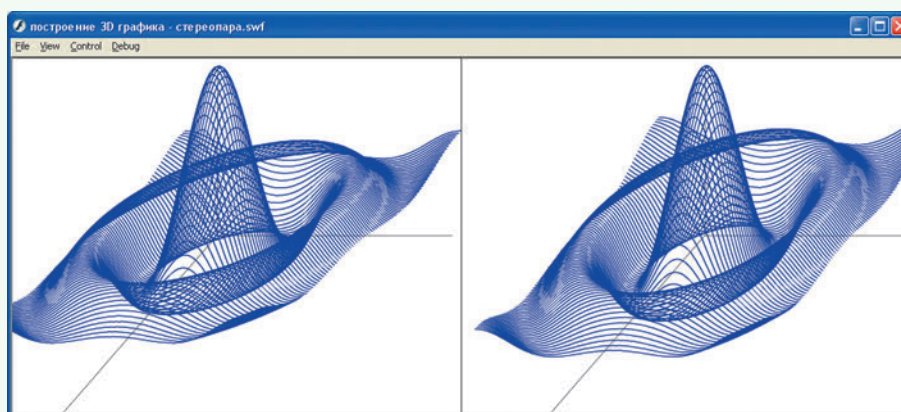 построение 3D графика - стереопара.swf
File View Control Debug